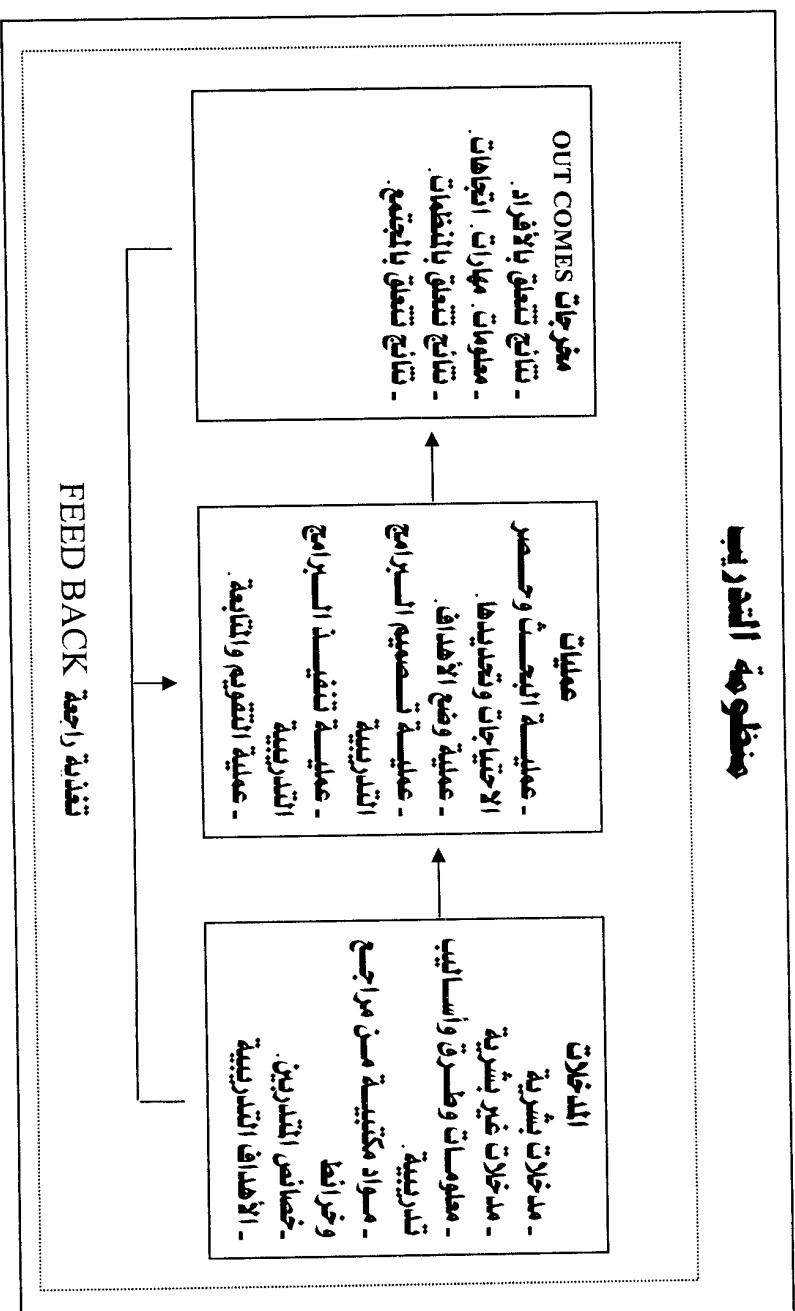 منظومة التدريب
المدخلات
- مدخلات بشرية
- مدخلات غير بشرية
- معلومات وطرق وأساليب
تدريبية.
- مواد مكتبية من مراجع
وخرائط
- خصائص المتدربين.
- الأهداف التدريبية
عمليات
- عملية البحث وحصر
الاحتياجات وتحديدها.
- عملية وضع الأهداف.
- عملية تصميم البرامج
التدريبية
- عملية تنفيذ البرامج
التدريبية
- عملية التقويم والمتابعة.
مخرجات OUT COMES
- نتائج تتعلق بالأفراد.
- معلومات. مهارات. اتجاهات.
- نتائج تتعلق بالمنظمات.
- نتائج تتعلق بالمجتمع.
تغذية راجعة FEED BACK